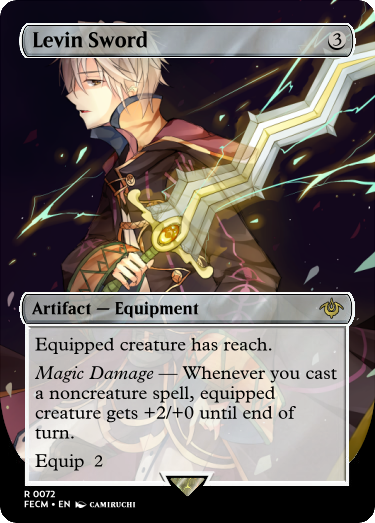 Levin Sword 3
Artifact — Equipment
Equipped creature has reach.
Magic Damage — Whenever you cast
a noncreature spell, equipped
creature gets +2/+0 until end of
turn.
Equip 2
R 0072
FECM • EN CAMIRUCHI